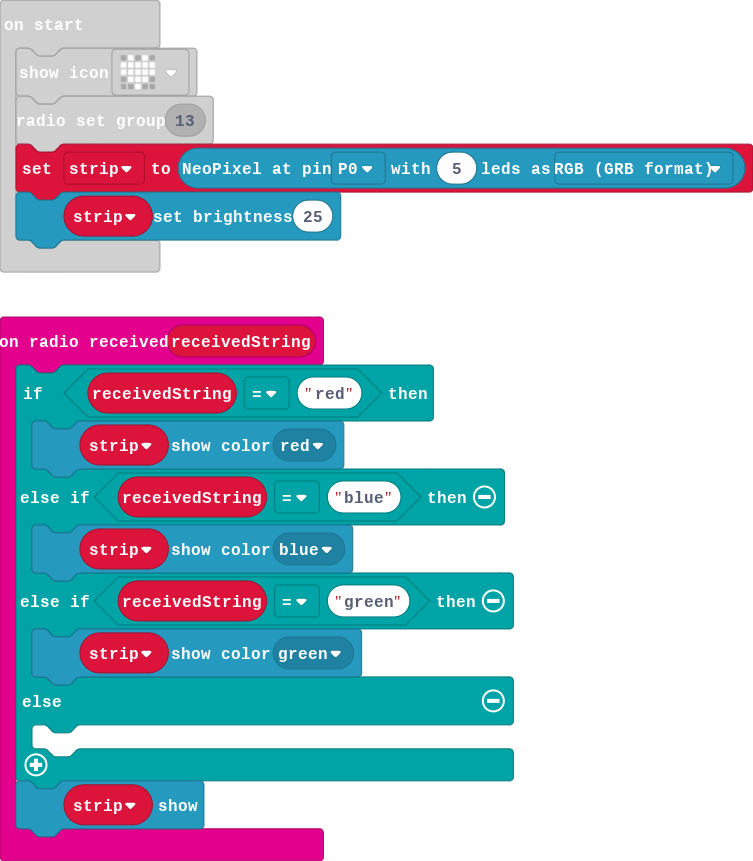 on start
show icon
radio set group 13
set strip to NeoPixel at pin P0 with 5 leds as RGB (GRB format)
strip set brightness 25
on radio received receivedString
if receivedString = "red" then
strip show color red
else if receivedString = "blue" then
strip show color blue
else if receivedString = "green" then
strip show color green
else
strip show